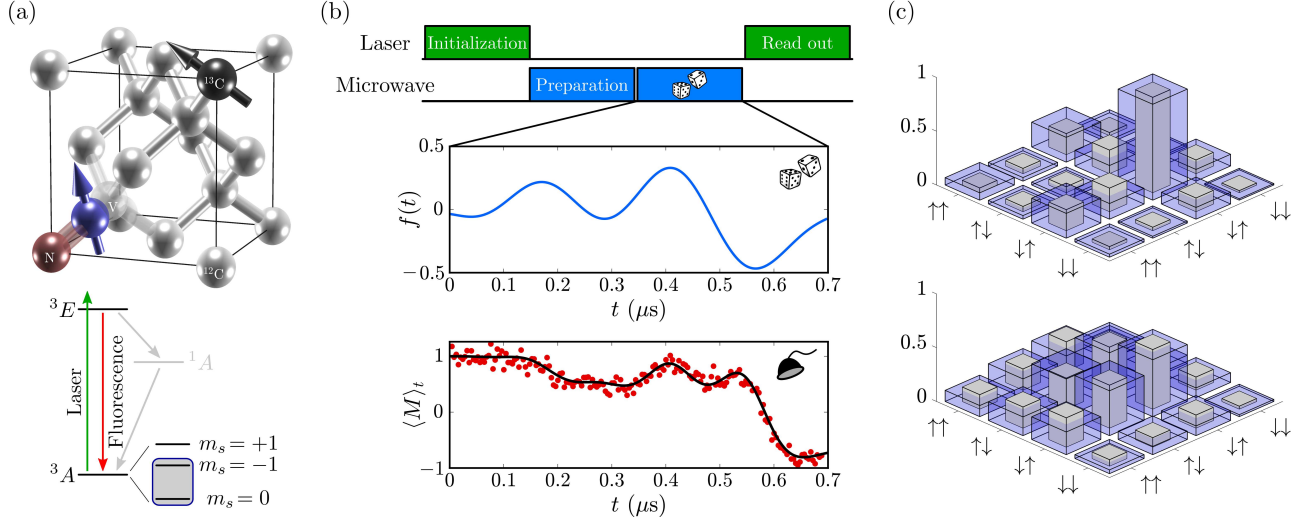 (a)
¹³C
V
N
¹²C
³E
¹A
Laser
Fluorescence
³A
mₛ = +1
mₛ = −1
mₛ = 0
(b)
Laser
Initialization
Read out
Microwave
Preparation
0.5
0
−0.5
f(t)
0 0.1 0.2 0.3 0.4 0.5 0.6 0.7
t (μs)
1
0
−1
⟨M⟩ₜ
0 0.1 0.2 0.3 0.4 0.5 0.6 0.7
t (μs)
(c)
1
0.5
0
↑↑ ↑↓ ↓↑ ↓↓
↑↑ ↑↓ ↓↑ ↓↓
1
0.5
0
↑↑ ↑↓ ↓↑ ↓↓
↑↑ ↑↓ ↓↑ ↓↓